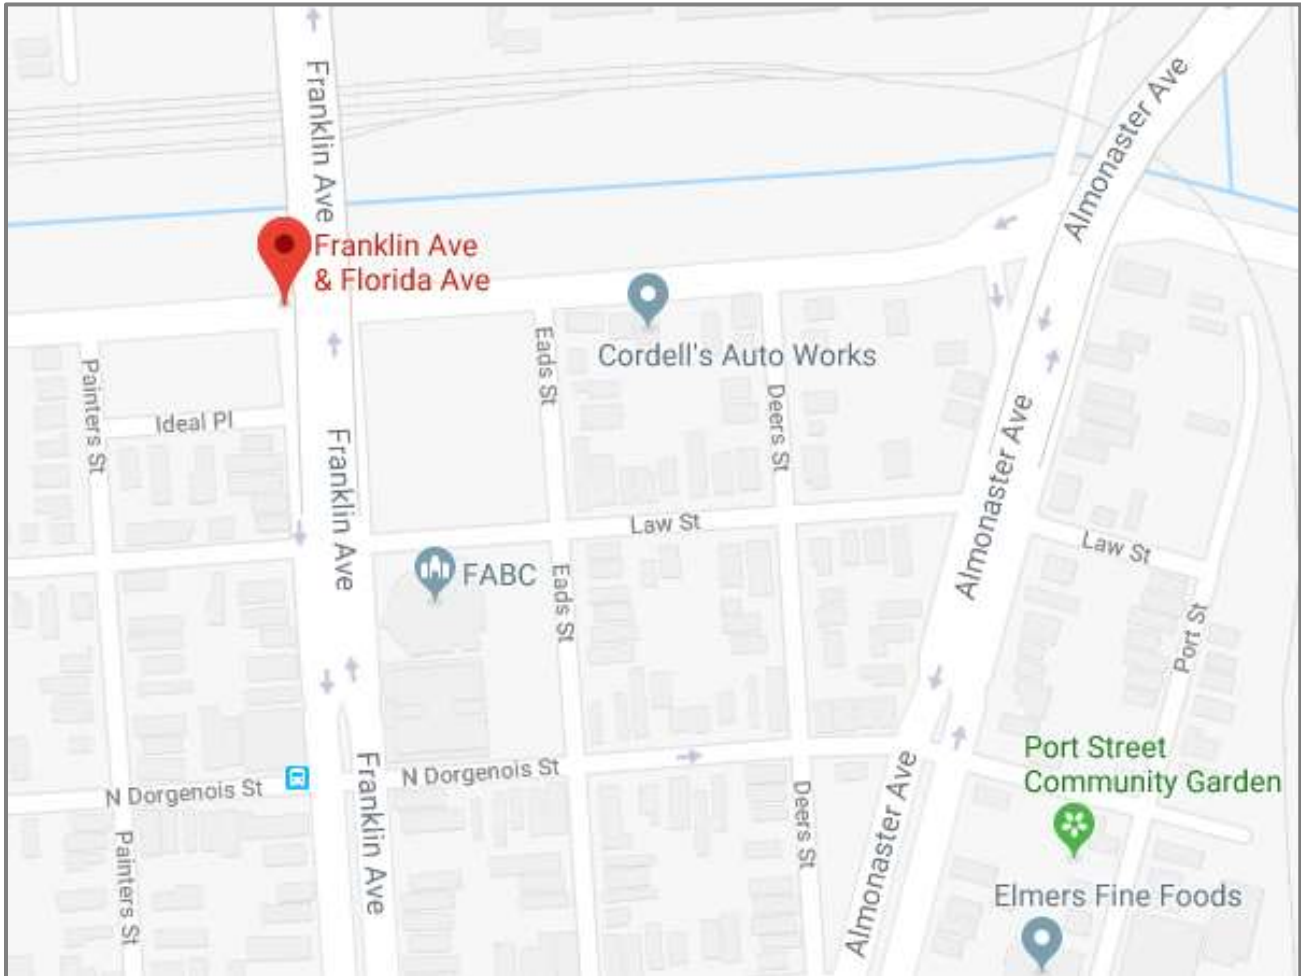 Franklin Ave
Almonaster Ave
Franklin Ave
& Florida Ave
Eads St
Cordell's Auto Works
Painters St
Ideal Pl
Deers St
Almonaster Ave
Franklin Ave
Law St
Law St
FABC
Eads St
Port St
Port Street
Community Garden
N Dorgenois St
N Dorgenois St
Franklin Ave
Deers St
Almonaster Ave
Painters St
Elmers Fine Foods